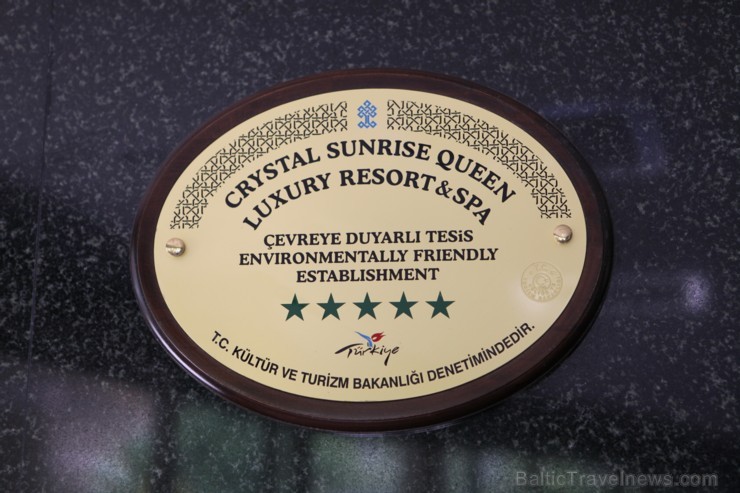 CRYSTAL SUNRISE QUEEN
LUXURY RESORT&SPA
ÇEVREYE DUYARLI TESiS
ENVIRONMENTALLY FRIENDLY
ESTABLISHMENT
Türkiye
T.C. KÜLTÜR VE TURİZM BAKANLIĞI DENETİMİNDEDİR.
BalticTravelnews.com